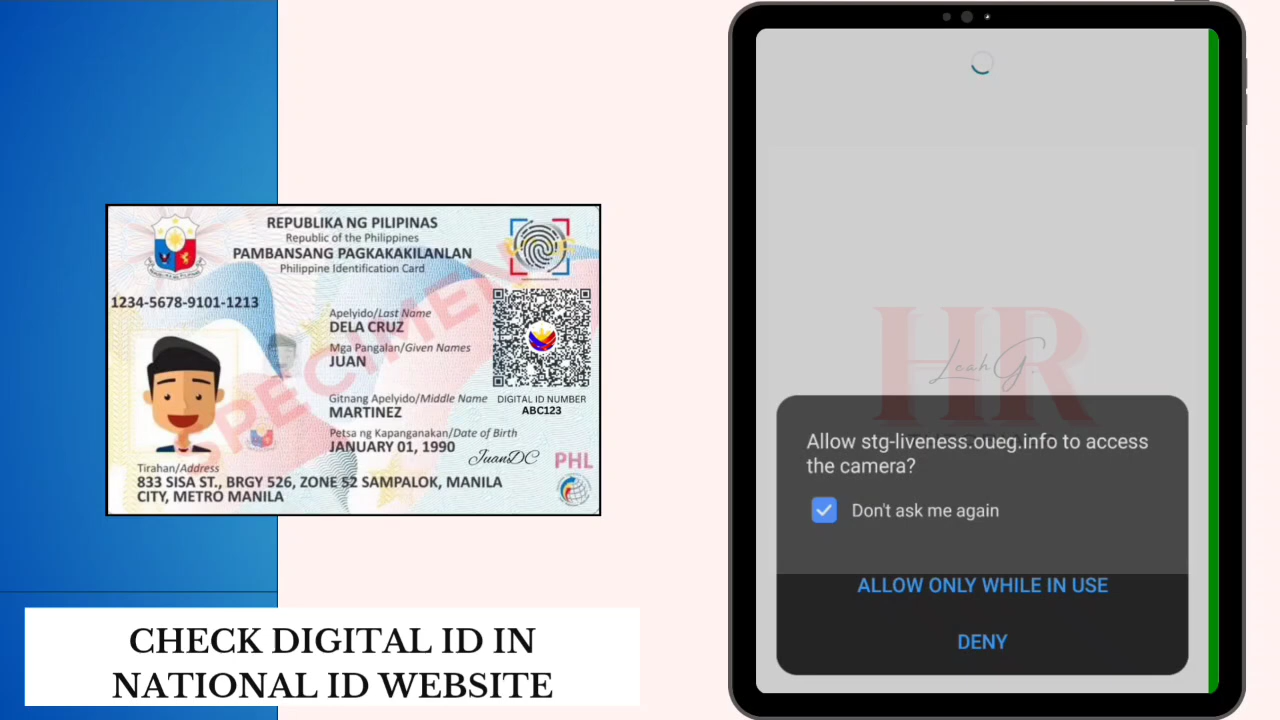 REPUBLIKA NG PILIPINAS
Republic of the Philippines
PAMBANSANG PAGKAKAKILANLAN
Philippine Identification Card
1234-5678-9101-1213
Apelyido/Last Name
DELA CRUZ
Mga Pangalan/Given Names
JUAN
Gitnang Apelyido/Middle Name
MARTINEZ
Petsa ng Kapanganakan/Date of Birth
JANUARY 01, 1990
DIGITAL ID NUMBER
ABC123
JuanDC
PHL
Tirahan/Address
833 SISA ST., BRGY 526, ZONE 52 SAMPALOK, MANILA
CITY, METRO MANILA
SPECIMEN
CHECK DIGITAL ID IN
NATIONAL ID WEBSITE
HR
Leah G.
Allow stg-liveness.oueg.info to access
the camera?
Don't ask me again
ALLOW ONLY WHILE IN USE
DENY